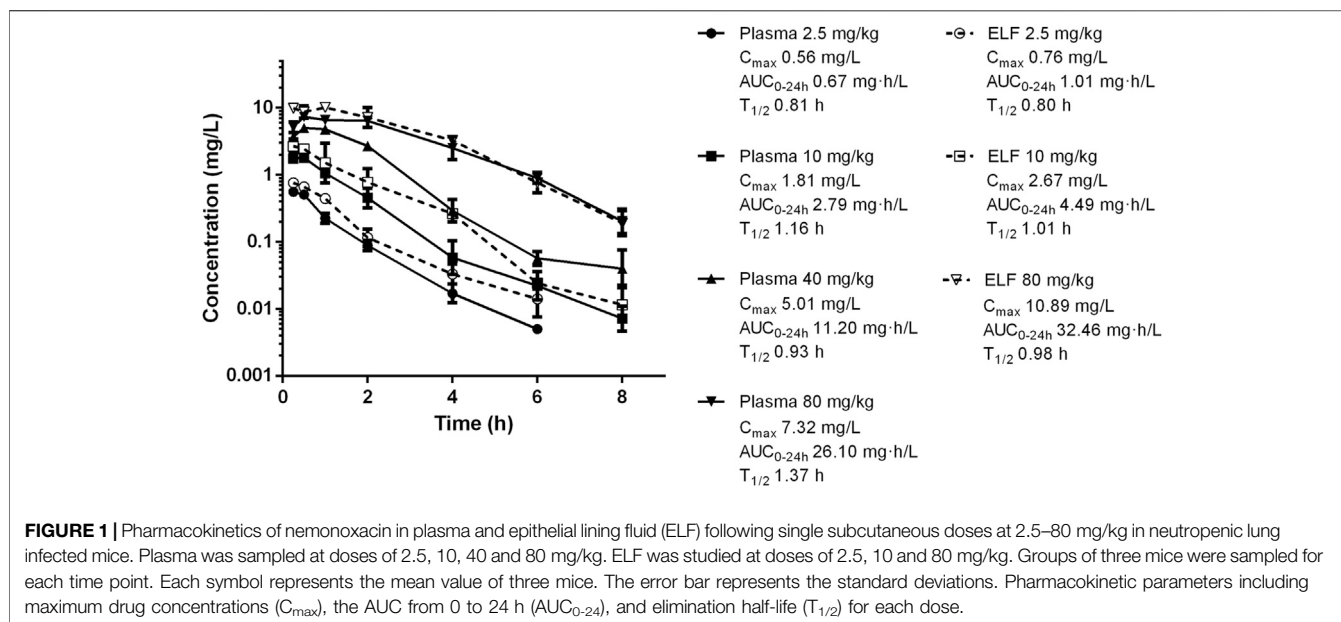 Concentration (mg/L)
10
1
0.1
0.01
0.001
0
2
4
6
8
Time (h)
Plasma 2.5 mg/kg
Cmax 0.56 mg/L
AUC0-24h 0.67 mg·h/L
T1/2 0.81 h
ELF 2.5 mg/kg
Cmax 0.76 mg/L
AUC0-24h 1.01 mg·h/L
T1/2 0.80 h
Plasma 10 mg/kg
Cmax 1.81 mg/L
AUC0-24h 2.79 mg·h/L
T1/2 1.16 h
ELF 10 mg/kg
Cmax 2.67 mg/L
AUC0-24h 4.49 mg·h/L
T1/2 1.01 h
Plasma 40 mg/kg
Cmax 5.01 mg/L
AUC0-24h 11.20 mg·h/L
T1/2 0.93 h
ELF 80 mg/kg
Cmax 10.89 mg/L
AUC0-24h 32.46 mg·h/L
T1/2 0.98 h
Plasma 80 mg/kg
Cmax 7.32 mg/L
AUC0-24h 26.10 mg·h/L
T1/2 1.37 h
FIGURE 1 | Pharmacokinetics of nemonoxacin in plasma and epithelial lining fluid (ELF) following single subcutaneous doses at 2.5–80 mg/kg in neutropenic lung
infected mice. Plasma was sampled at doses of 2.5, 10, 40 and 80 mg/kg. ELF was studied at doses of 2.5, 10 and 80 mg/kg. Groups of three mice were sampled for
each time point. Each symbol represents the mean value of three mice. The error bar represents the standard deviations. Pharmacokinetic parameters including
maximum drug concentrations (Cmax), the AUC from 0 to 24 h (AUC0-24), and elimination half-life (T1/2) for each dose.